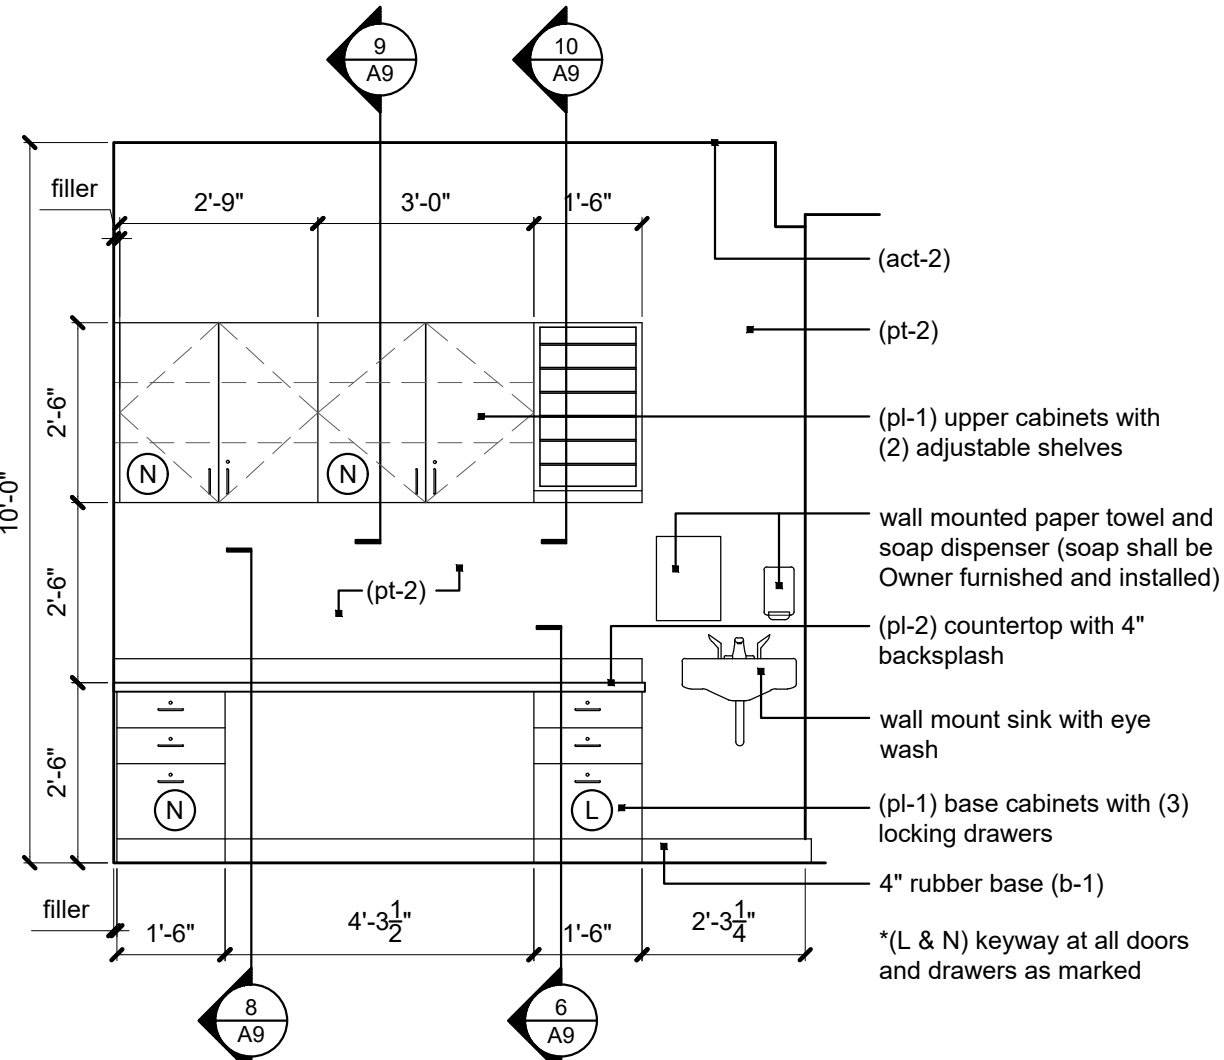 9
A9
10
A9
filler
2'-9"
3'-0"
1'-6"
(act-2)
(pt-2)
2'-6"
(pl-1) upper cabinets with
(2) adjustable shelves
N
N
10'-0"
wall mounted paper towel and
soap dispenser (soap shall be
Owner furnished and installed)
2'-6"
(pt-2)
(pl-2) countertop with 4"
backsplash
wall mount sink with eye
wash
2'-6"
N
L
(pl-1) base cabinets with (3)
locking drawers
4" rubber base (b-1)
filler
1'-6"
4'-3 1/2"
1'-6"
2'-3 1/4"
*(L & N) keyway at all doors
and drawers as marked
8
A9
6
A9